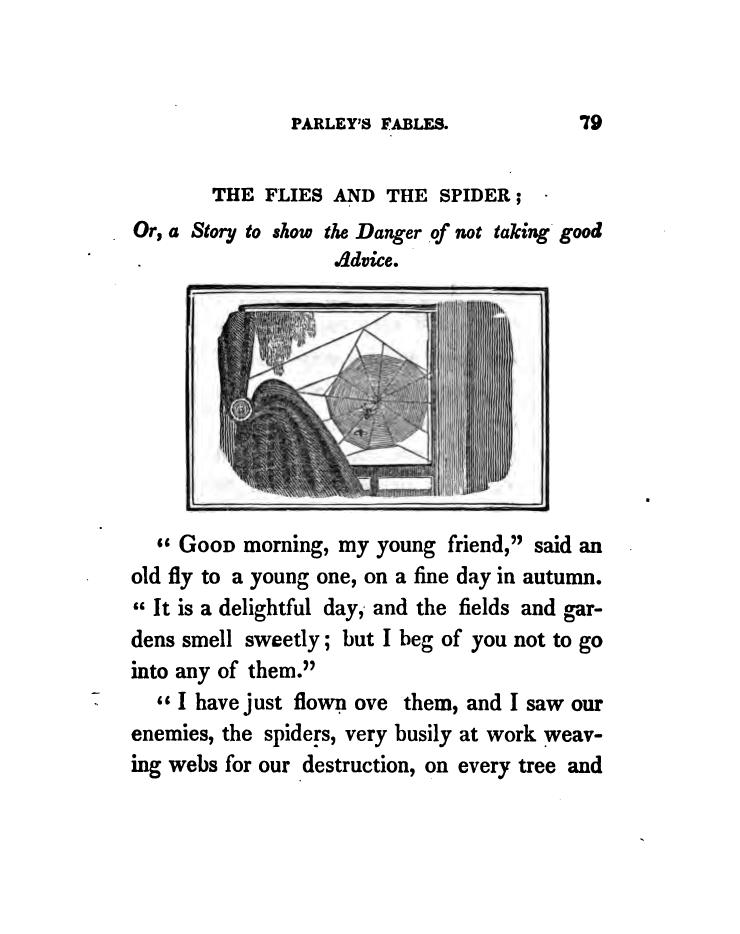 PARLEY'S FABLES. 79
THE FLIES AND THE SPIDER;
Or, a Story to show the Danger of not taking good
Advice.
“ GOOD morning, my young friend,” said an
old fly to a young one, on a fine day in autumn.
“ It is a delightful day, and the fields and gar-
dens smell sweetly; but I beg of you not to go
into any of them.”
“ I have just flown ove them, and I saw our
enemies, the spiders, very busily at work weav-
ing webs for our destruction, on every tree and